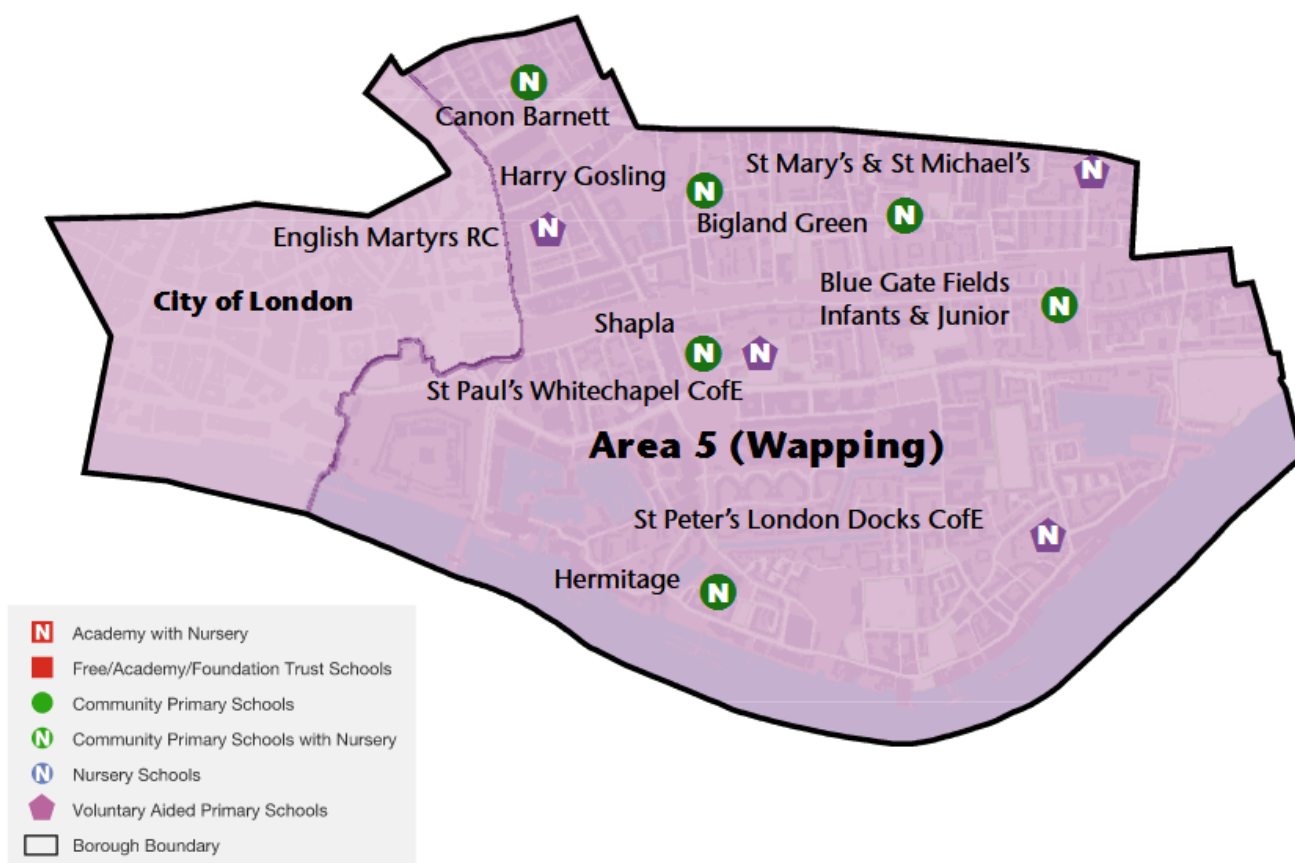 N
Canon Barnett
St Mary's & St Michael's
N
Harry Gosling
N
Bigland Green
N
English Martyrs RC
N
City of London
Blue Gate Fields
Infants & Junior
N
Shapla
N
N
St Paul's Whitechapel CofE
Area 5 (Wapping)
St Peter's London Docks CofE
N
Hermitage
N
N Academy with Nursery
Free/Academy/Foundation Trust Schools
Community Primary Schools
N Community Primary Schools with Nursery
N Nursery Schools
Voluntary Aided Primary Schools
Borough Boundary